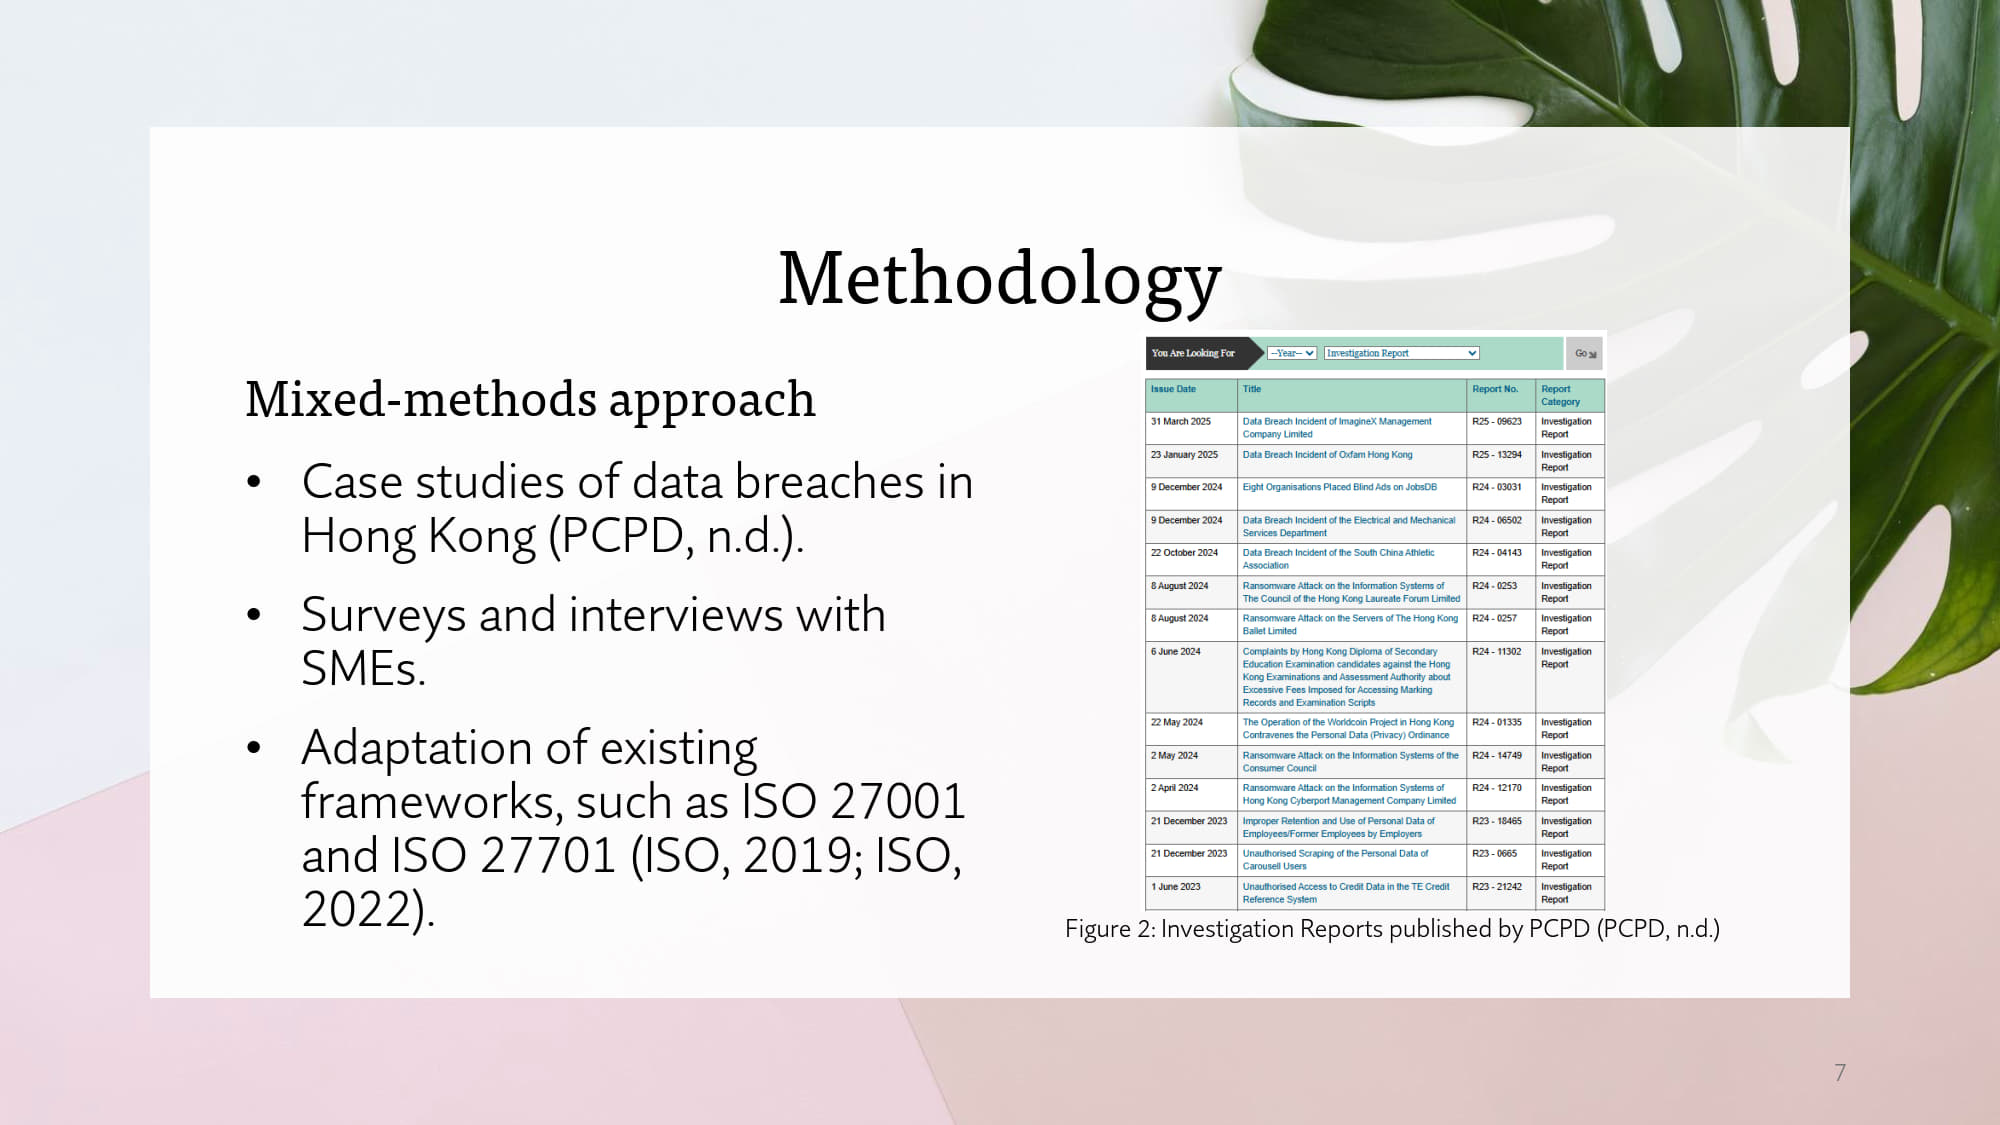 Methodology
Mixed-methods approach
• Case studies of data breaches in
Hong Kong (PCPD, n.d.).
• Surveys and interviews with
SMEs.
• Adaptation of existing
frameworks, such as ISO 27001
and ISO 27701 (ISO, 2019; ISO,
2022).
You Are Looking For --Year-- Investigation Report Go
Issue Date Title Report No. Report
Category
31 March 2025 Data Breach Incident of ImagineX Management R25 - 09623 Investigation
Company Limited Report
23 January 2025 Data Breach Incident of Oxfam Hong Kong R25 - 13294 Investigation
Report
9 December 2024 Eight Organisations Placed Blind Ads on JobsDB R24 - 03031 Investigation
Report
9 December 2024 Data Breach Incident of the Electrical and Mechanical R24 - 06502 Investigation
Services Department Report
22 October 2024 Data Breach Incident of the South China Athletic R24 - 04143 Investigation
Association Report
8 August 2024 Ransomware Attack on the Information Systems of R24 - 0253 Investigation
The Council of the Hong Kong Laureate Forum Limited Report
8 August 2024 Ransomware Attack on the Servers of The Hong Kong R24 - 0257 Investigation
Ballet Limited Report
6 June 2024 Complaints by Hong Kong Diploma of Secondary R24 - 11302 Investigation
Education Examination candidates against the Hong Report
Kong Examinations and Assessment Authority about
Excessive Fees Imposed for Accessing Marking
Records and Examination Scripts
22 May 2024 The Operation of the Worldcoin Project in Hong Kong R24 - 01335 Investigation
Contravenes the Personal Data (Privacy) Ordinance Report
2 May 2024 Ransomware Attack on the Information Systems of the R24 - 14749 Investigation
Consumer Council Report
2 April 2024 Ransomware Attack on the Information Systems of R24 - 12170 Investigation
Hong Kong Cyberport Management Company Limited Report
21 December 2023 Improper Retention and Use of Personal Data of R23 - 18465 Investigation
Employees/Former Employees by Employers Report
21 December 2023 Unauthorised Scraping of the Personal Data of R23 - 0665 Investigation
Carousell Users Report
1 June 2023 Unauthorised Access to Credit Data in the TE Credit R23 - 21242 Investigation
Reference System Report
Figure 2: Investigation Reports published by PCPD (PCPD, n.d.)
7